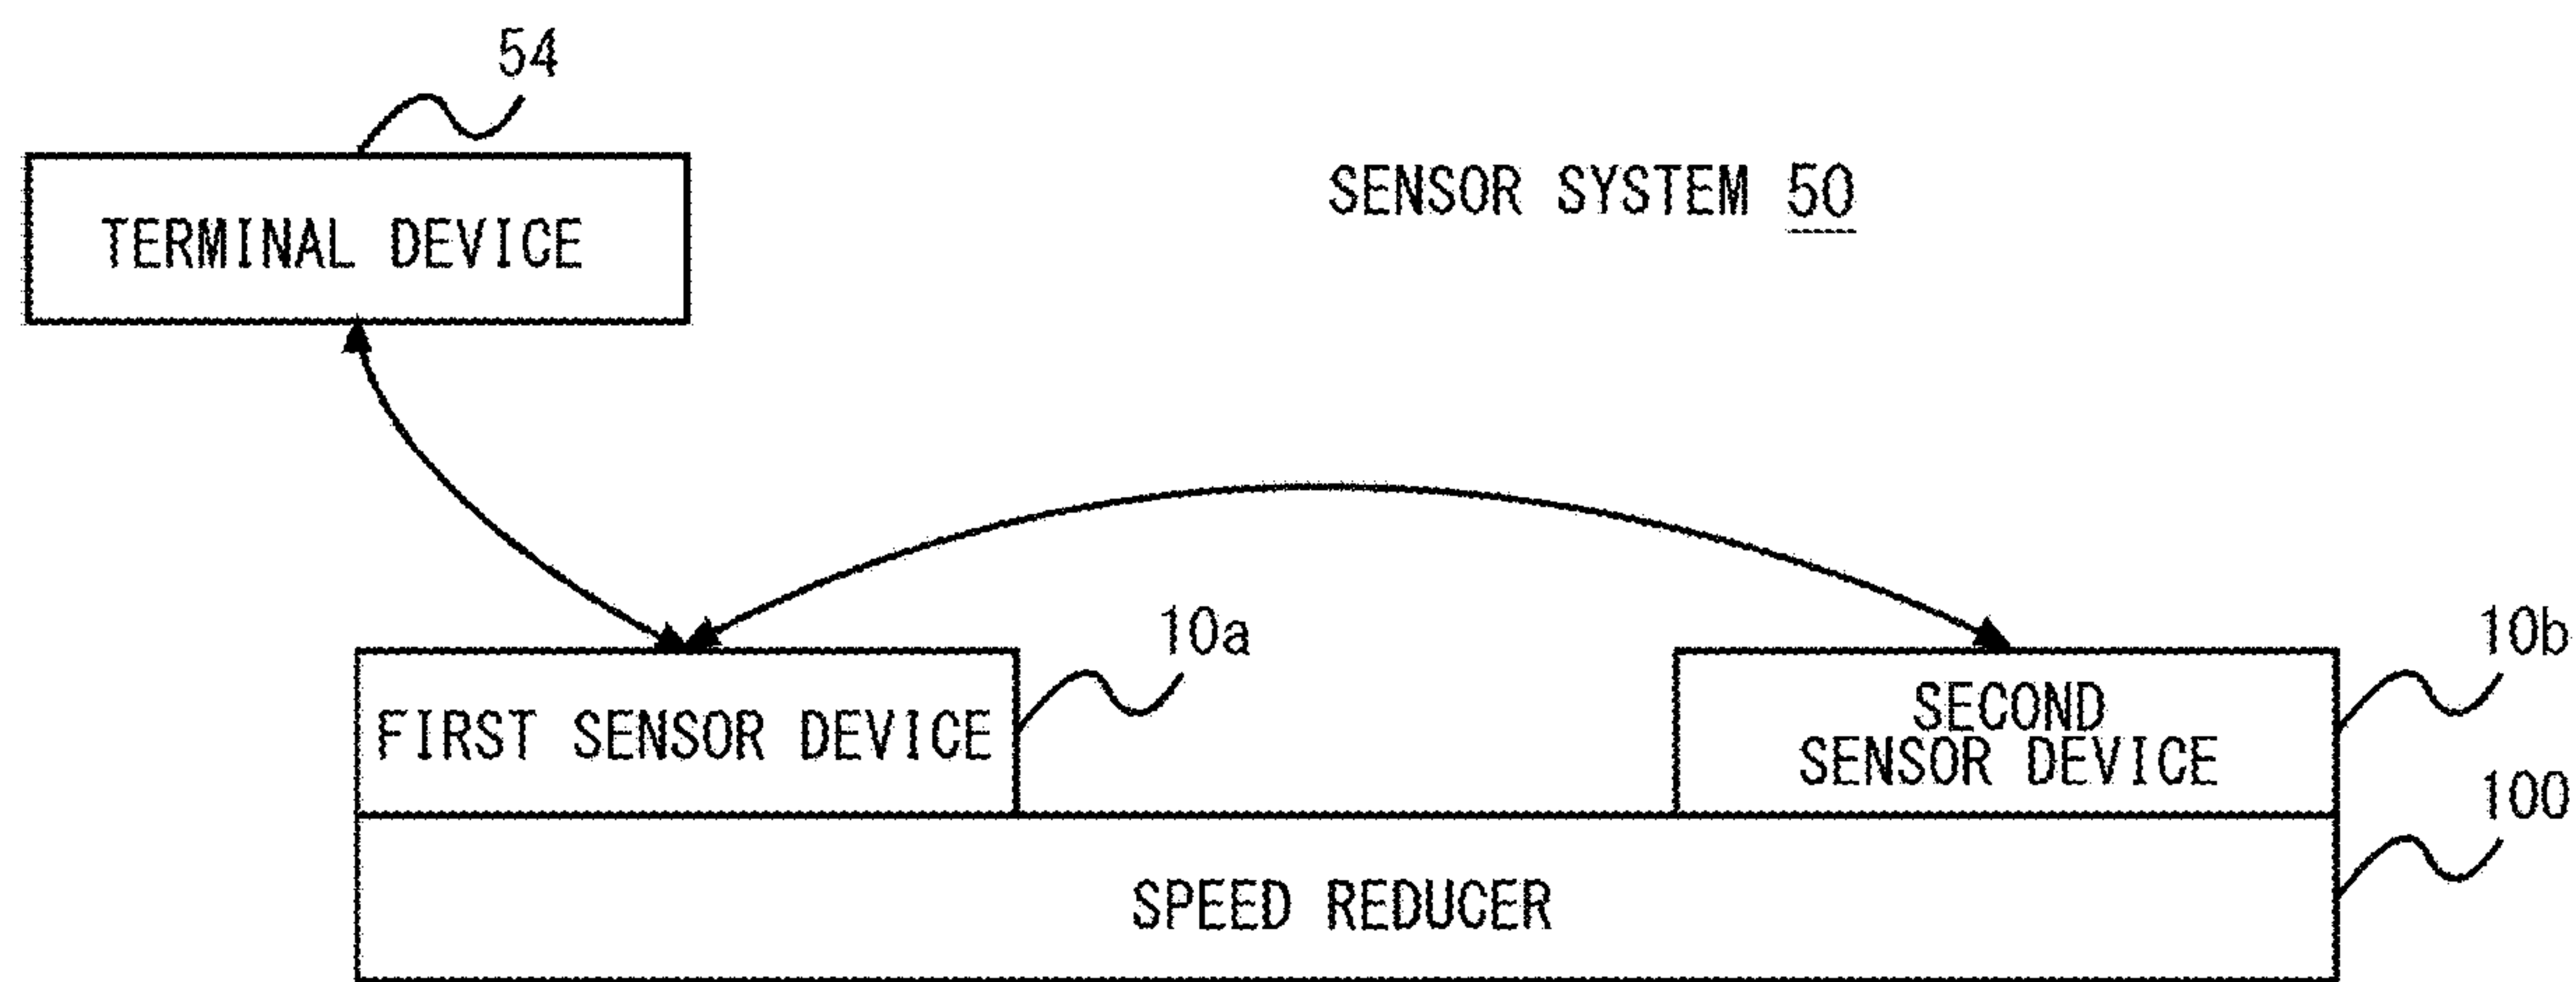 54
TERMINAL DEVICE
SENSOR SYSTEM 50
10a
10b
FIRST SENSOR DEVICE
SECOND
SENSOR DEVICE
100
SPEED REDUCER